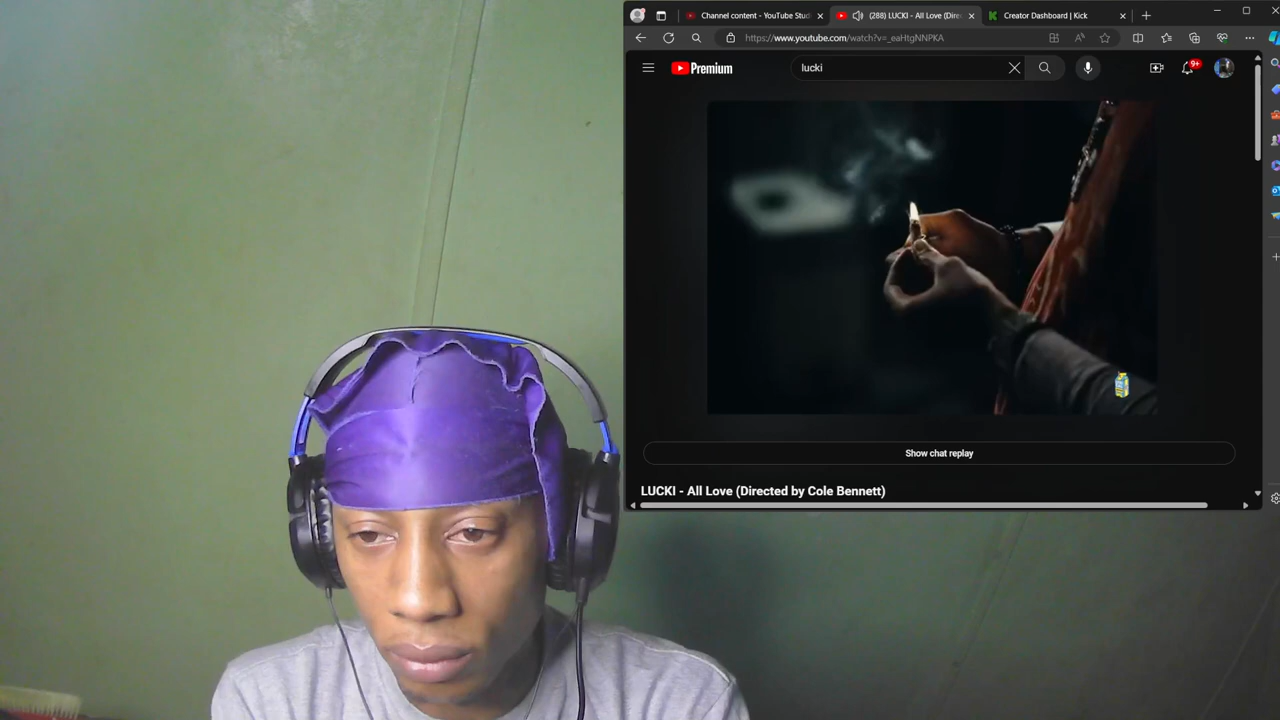 Channel content - YouTube Stud
(288) LUCKI - All Love (Dire
Creator Dashboard | Kick
https://www.youtube.com/watch?v=_eaHtgNNPKA
Premium
lucki
9+
Show chat replay
LUCKI - All Love (Directed by Cole Bennett)